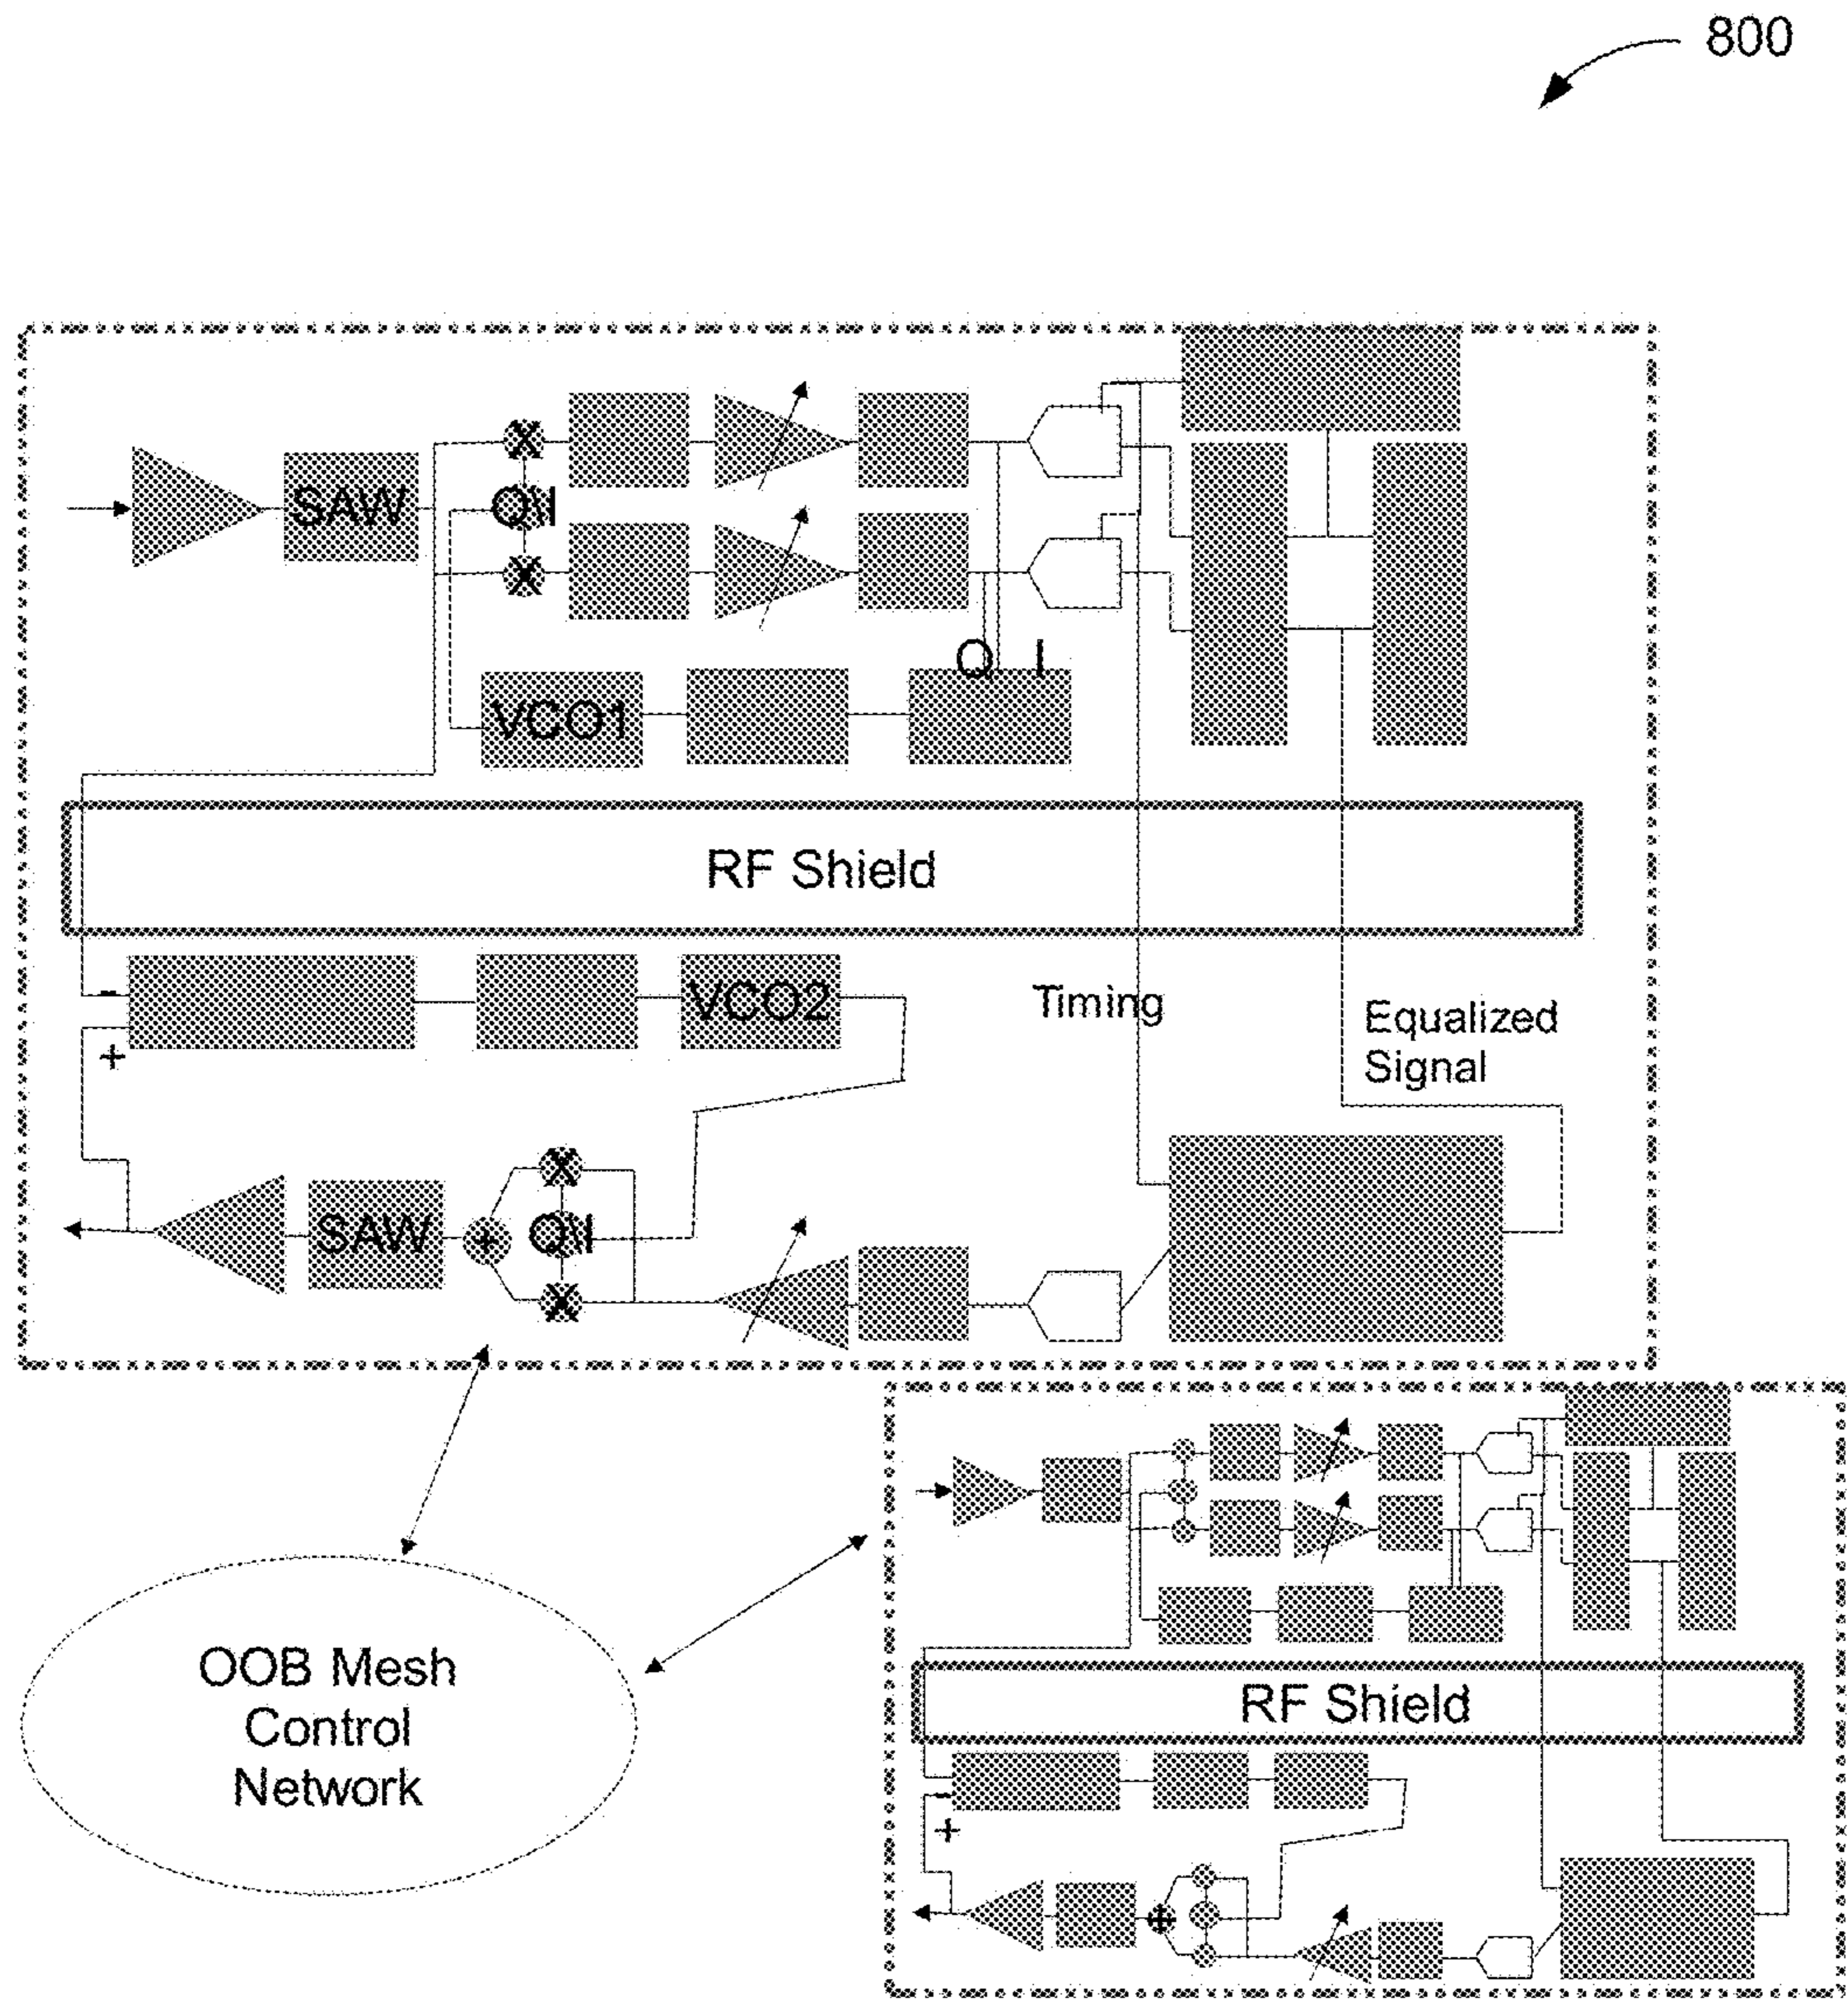 800
X
SAW
Q\I
X
Q I
VCO1
RF Shield
-
VCO2
Timing
Equalized
Signal
+
X
SAW
+
Q\I
X
OOB Mesh
Control
Network
RF Shield
-
+
+